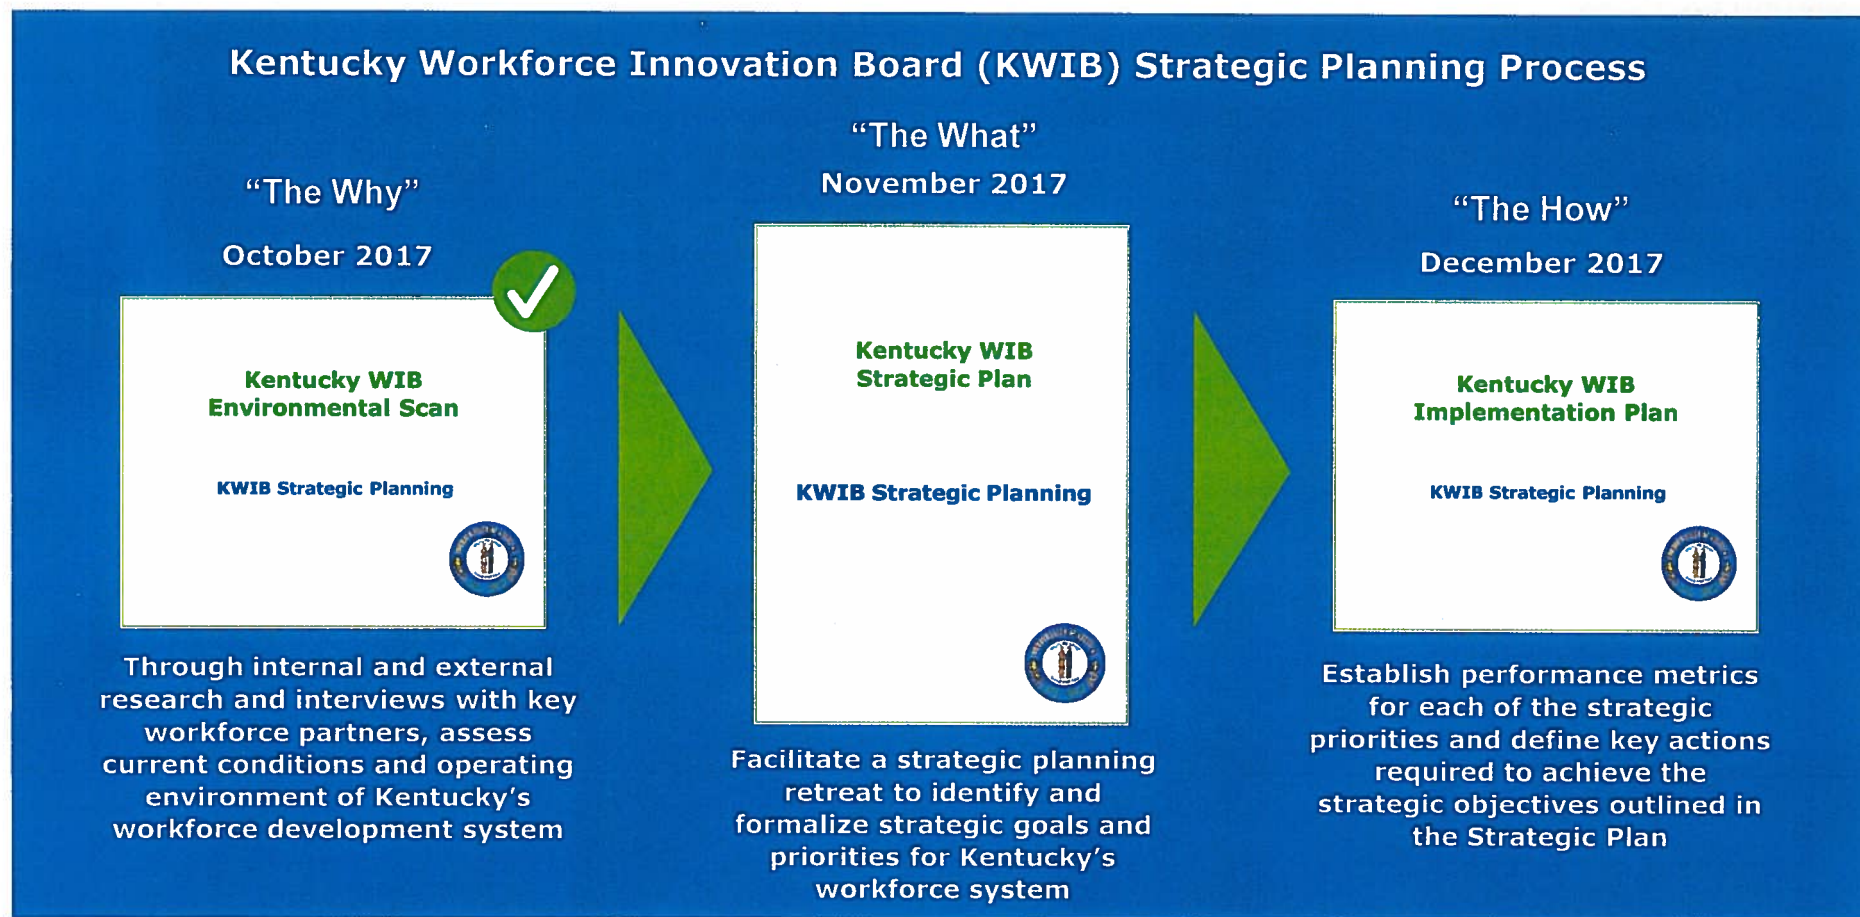 Kentucky Workforce Innovation Board (KWIB) Strategic Planning Process
“The Why”
October 2017
Kentucky WIB
Environmental Scan
KWIB Strategic Planning
Through internal and external
research and interviews with key
workforce partners, assess
current conditions and operating
environment of Kentucky’s
workforce development system
“The What”
November 2017
Kentucky WIB
Strategic Plan
KWIB Strategic Planning
Facilitate a strategic planning
retreat to identify and
formalize strategic goals and
priorities for Kentucky’s
workforce system
“The How”
December 2017
Kentucky WIB
Implementation Plan
KWIB Strategic Planning
Establish performance metrics
for each of the strategic
priorities and define key actions
required to achieve the
strategic objectives outlined in
the Strategic Plan